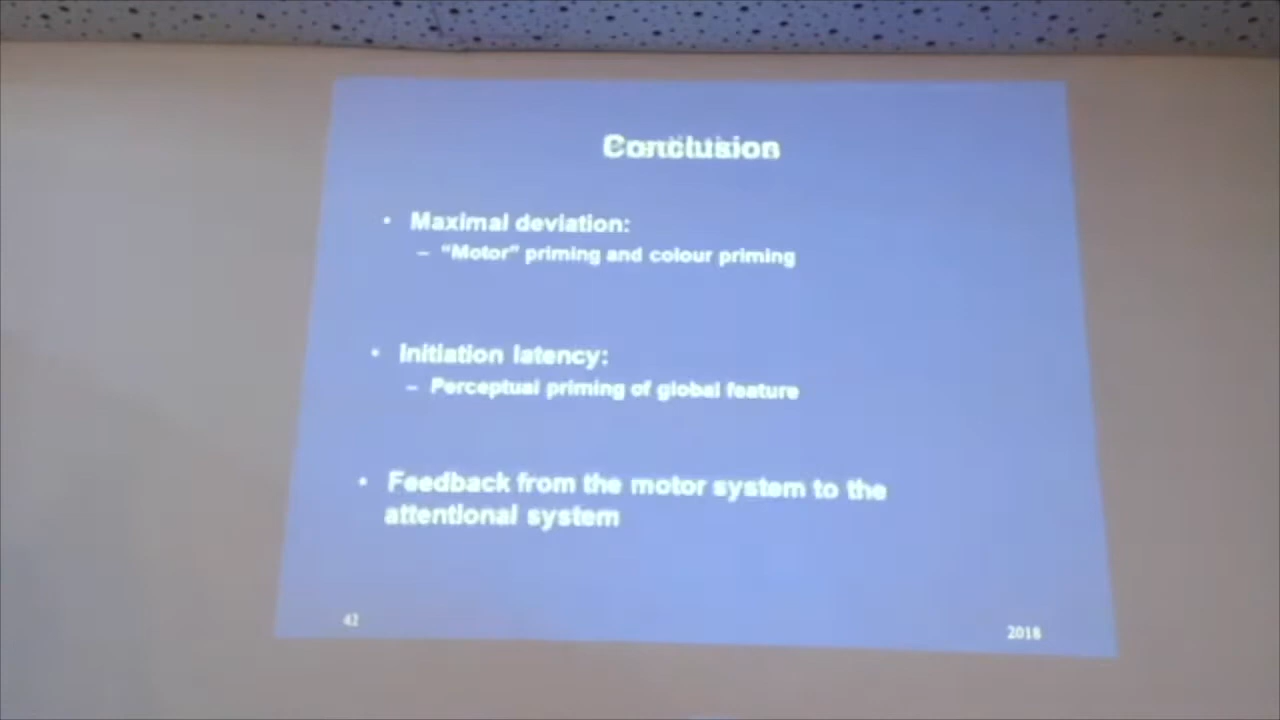 Conclusion
• Maximal deviation:
– “Motor” priming and colour priming
• Initiation latency:
– Perceptual priming of global feature
• Feedback from the motor system to the
attentional system
42
2018